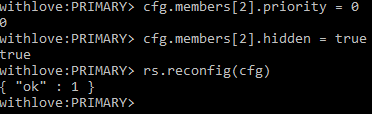 withlove:PRIMARY> cfg.members[2].priority = 0
0
withlove:PRIMARY> cfg.members[2].hidden = true
true
withlove:PRIMARY> rs.reconfig(cfg)
{ "ok" : 1 }
withlove:PRIMARY>